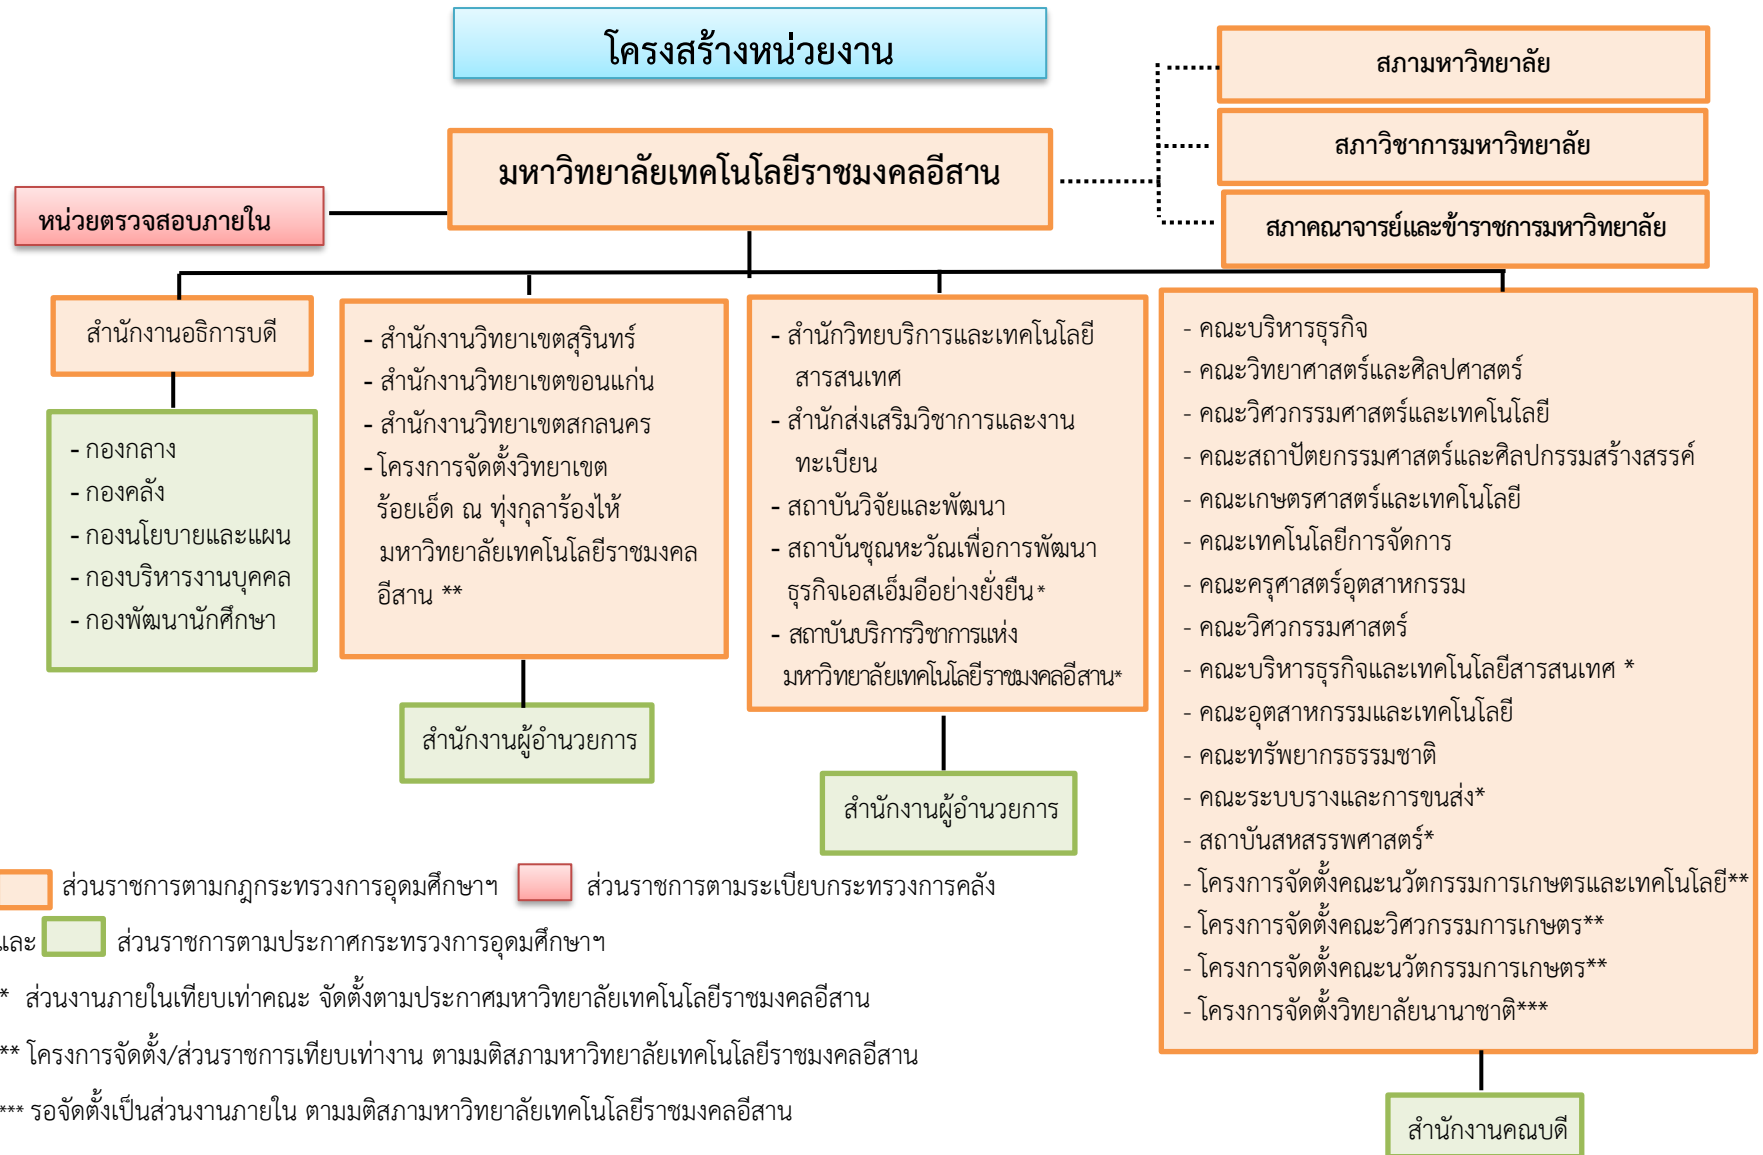 โครงสร้างหน่วยงาน
มหาวิทยาลัยเทคโนโลยีราชมงคลอีสาน
หน่วยตรวจสอบภายใน
สภามหาวิทยาลัย
สภาวิชาการมหาวิทยาลัย
สภาคณาจารย์และข้าราชการมหาวิทยาลัย
สำนักงานอธิการบดี
- กองกลาง
- กองคลัง
- กองนโยบายและแผน
- กองบริหารงานบุคคล
- กองพัฒนานักศึกษา
- สำนักงานวิทยาเขตสุรินทร์
- สำนักงานวิทยาเขตขอนแก่น
- สำนักงานวิทยาเขตสกลนคร
- โครงการจัดตั้งวิทยาเขต
ร้อยเอ็ด ณ ทุ่งกุลาร้องไห้
มหาวิทยาลัยเทคโนโลยีราชมงคล
อีสาน **
สำนักงานผู้อำนวยการ
- สำนักวิทยบริการและเทคโนโลยี
สารสนเทศ
- สำนักส่งเสริมวิชาการและงาน
ทะเบียน
- สถาบันวิจัยและพัฒนา
- สถาบันชุณหะวัณเพื่อการพัฒนา
ธุรกิจเอสเอ็มอีอย่างยั่งยืน*
- สถาบันบริการวิชาการแห่ง
มหาวิทยาลัยเทคโนโลยีราชมงคลอีสาน*
สำนักงานผู้อำนวยการ
- คณะบริหารธุรกิจ
- คณะวิทยาศาสตร์และศิลปศาสตร์
- คณะวิศวกรรมศาสตร์และเทคโนโลยี
- คณะสถาปัตยกรรมศาสตร์และศิลปกรรมสร้างสรรค์
- คณะเกษตรศาสตร์และเทคโนโลยี
- คณะเทคโนโลยีการจัดการ
- คณะครุศาสตร์อุตสาหกรรม
- คณะวิศวกรรมศาสตร์
- คณะบริหารธุรกิจและเทคโนโลยีสารสนเทศ *
- คณะอุตสาหกรรมและเทคโนโลยี
- คณะทรัพยากรธรรมชาติ
- คณะระบบรางและการขนส่ง*
- สถาบันสหสรรพศาสตร์*
- โครงการจัดตั้งคณะนวัตกรรมการเกษตรและเทคโนโลยี**
- โครงการจัดตั้งคณะวิศวกรรมการเกษตร**
- โครงการจัดตั้งคณะนวัตกรรมการเกษตร**
- โครงการจัดตั้งวิทยาลัยนานาชาติ***
สำนักงานคณบดี
ส่วนราชการตามกฎกระทรวงการอุดมศึกษาฯ ส่วนราชการตามระเบียบกระทรวงการคลัง
และ ส่วนราชการตามประกาศกระทรวงการอุดมศึกษาฯ
* ส่วนงานภายในเทียบเท่าคณะ จัดตั้งตามประกาศมหาวิทยาลัยเทคโนโลยีราชมงคลอีสาน
** โครงการจัดตั้ง/ส่วนราชการเทียบเท่างาน ตามมติสภามหาวิทยาลัยเทคโนโลยีราชมงคลอีสาน
*** รอจัดตั้งเป็นส่วนงานภายใน ตามมติสภามหาวิทยาลัยเทคโนโลยีราชมงคลอีสาน